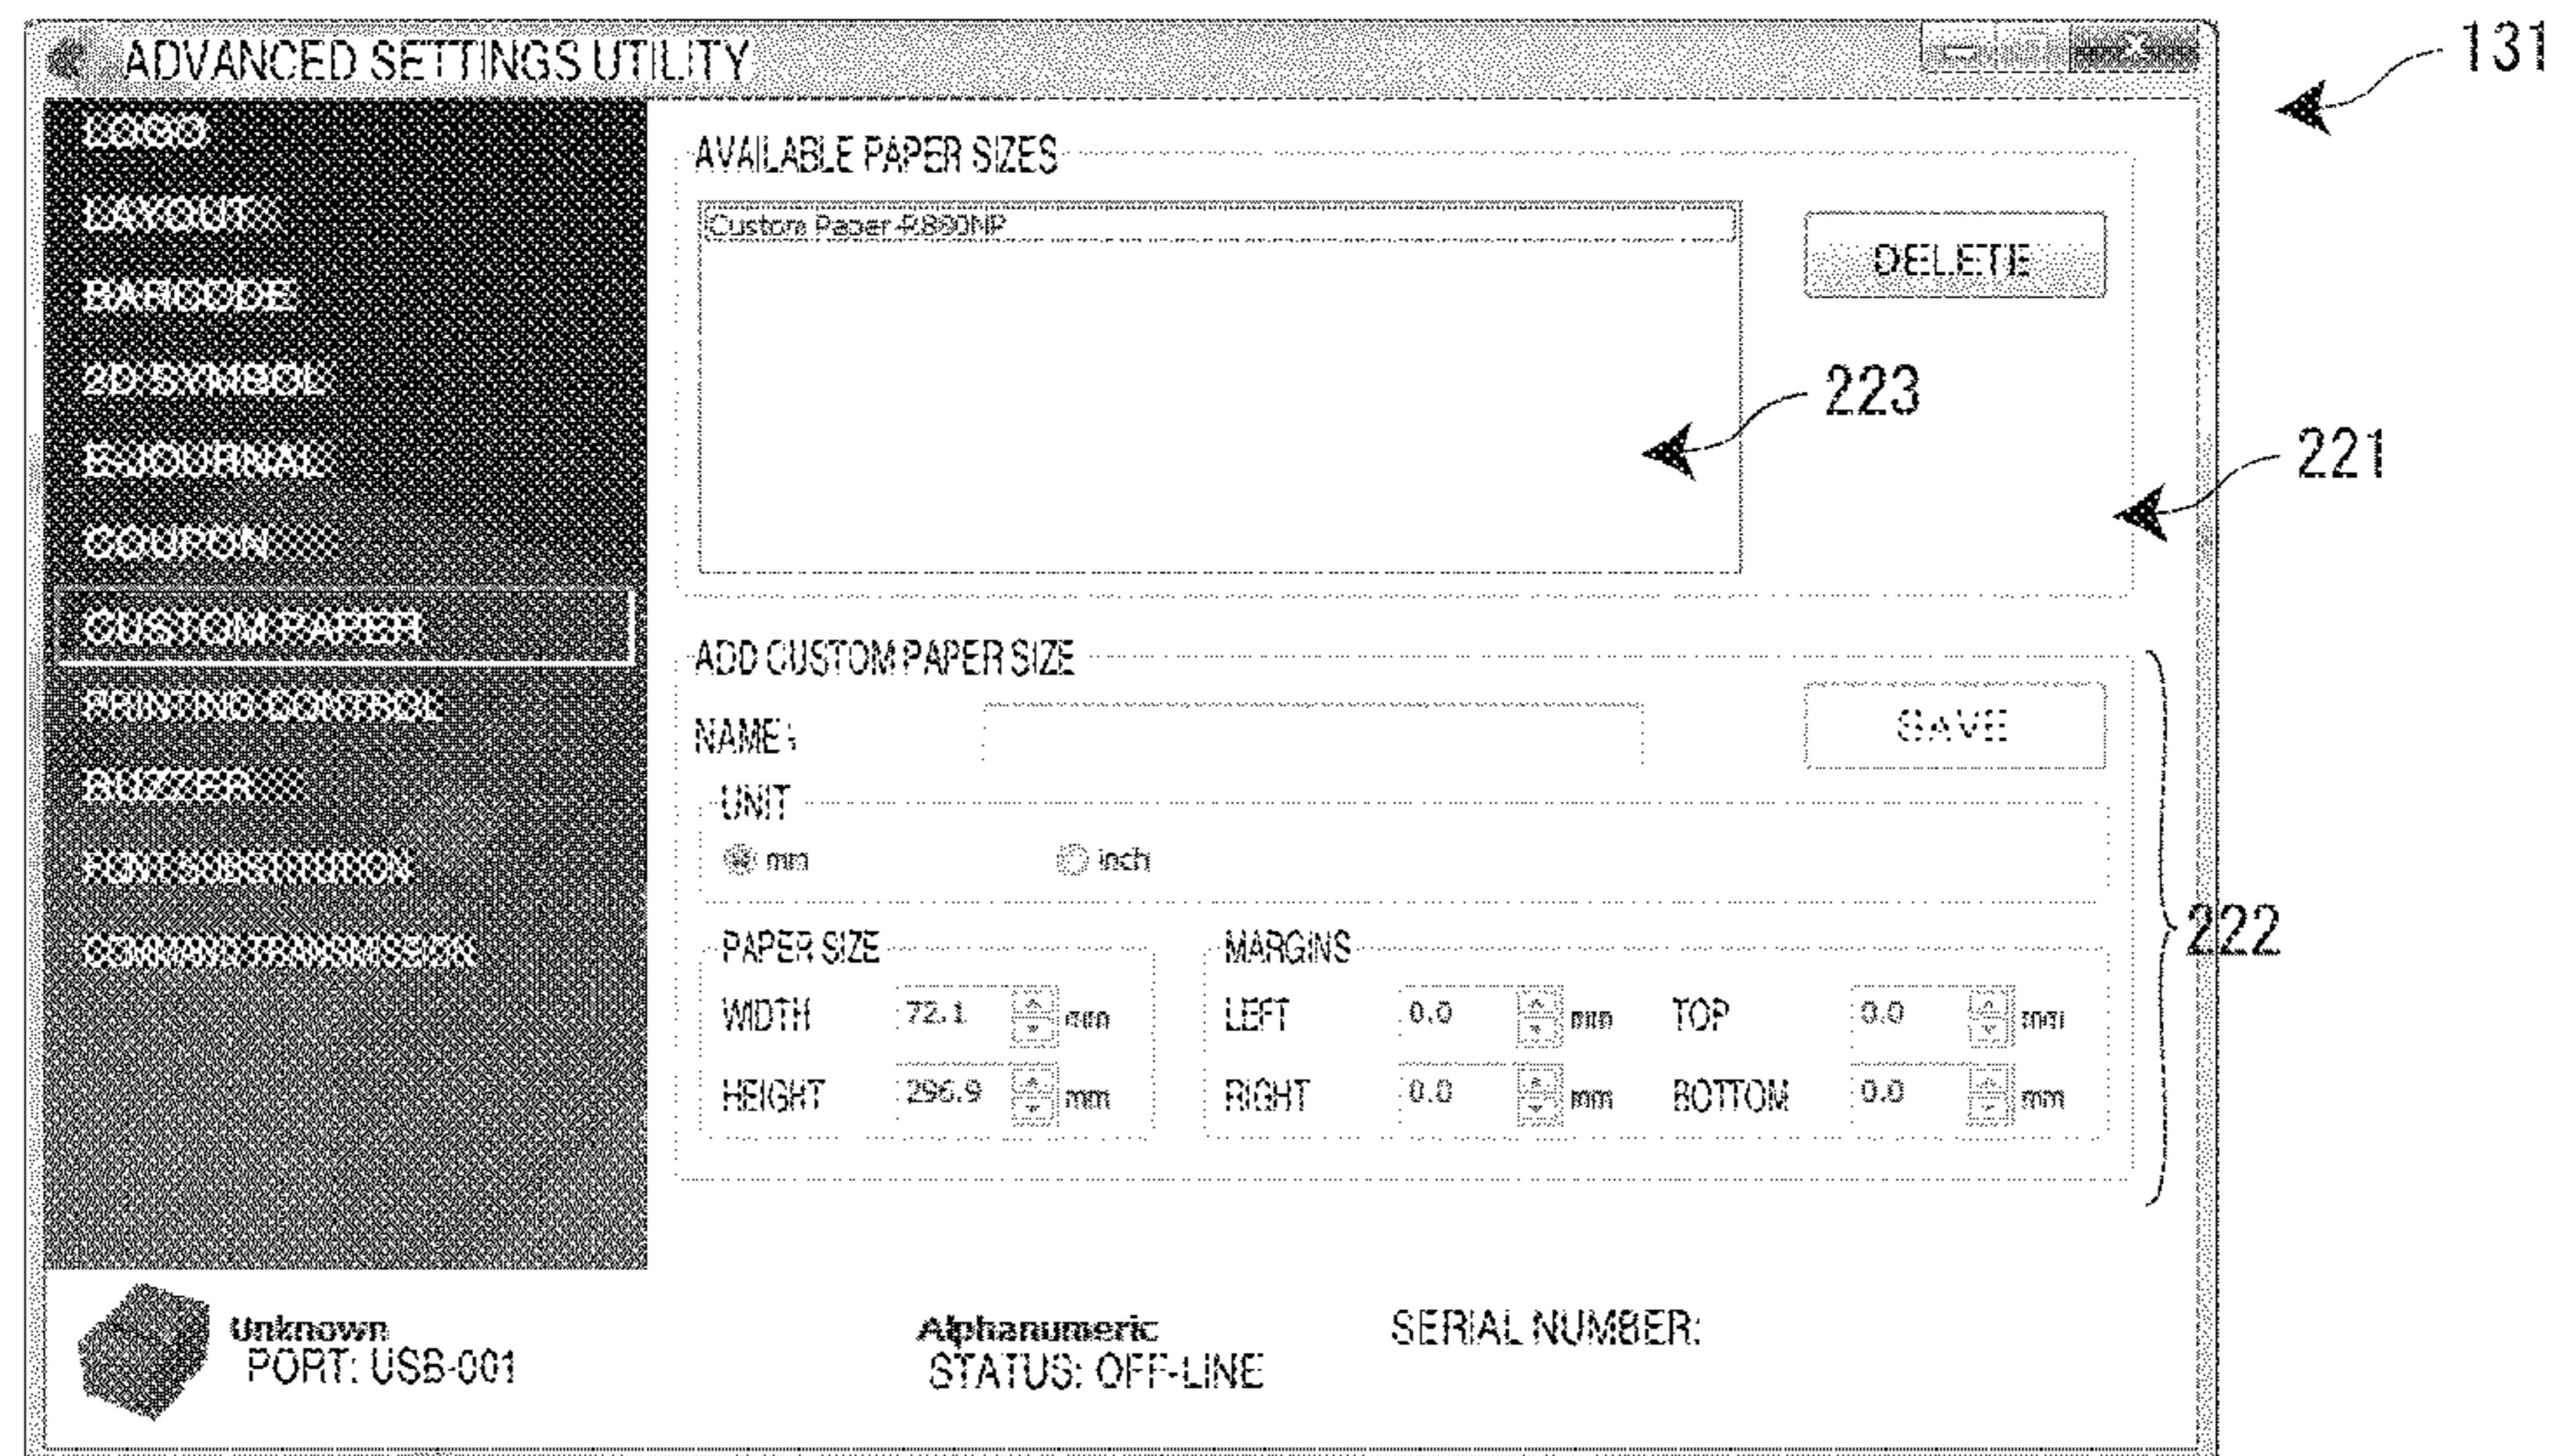 ADVANCED SETTINGS UTILITY
131
LOGO
LAYOUT
BARCODE
2D SYMBOL
E-JOURNAL
COUPON
CUSTOM PAPER
PRINTING CONTROL
BUZZER
FONT SUBSTITUTION
COMMAND TRANSMISSION
AVAILABLE PAPER SIZES
Custom Paper
DELETE
223
221
ADD CUSTOM PAPER SIZE
NAME:
SAVE
UNIT
mm inch
222
PAPER SIZE
WIDTH 72.1 mm
HEIGHT 296.9 mm
MARGINS
LEFT 0.0 mm TOP 0.0 mm
RIGHT 0.0 mm BOTTOM 0.0 mm
Unknown
PORT: USB-001
Alphanumeric
STATUS: OFF-LINE
SERIAL NUMBER: